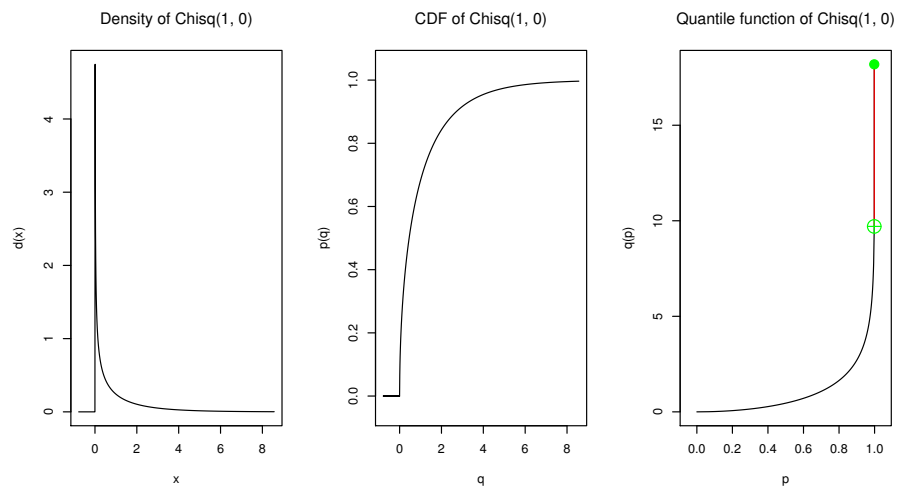 Density of Chisq(1, 0)
d(x)
4
3
2
1
0
0 2 4 6 8
x
CDF of Chisq(1, 0)
p(q)
1.0
0.8
0.6
0.4
0.2
0.0
0 2 4 6 8
q
Quantile function of Chisq(1, 0)
q(p)
15
10
5
0
0.0 0.2 0.4 0.6 0.8 1.0
p